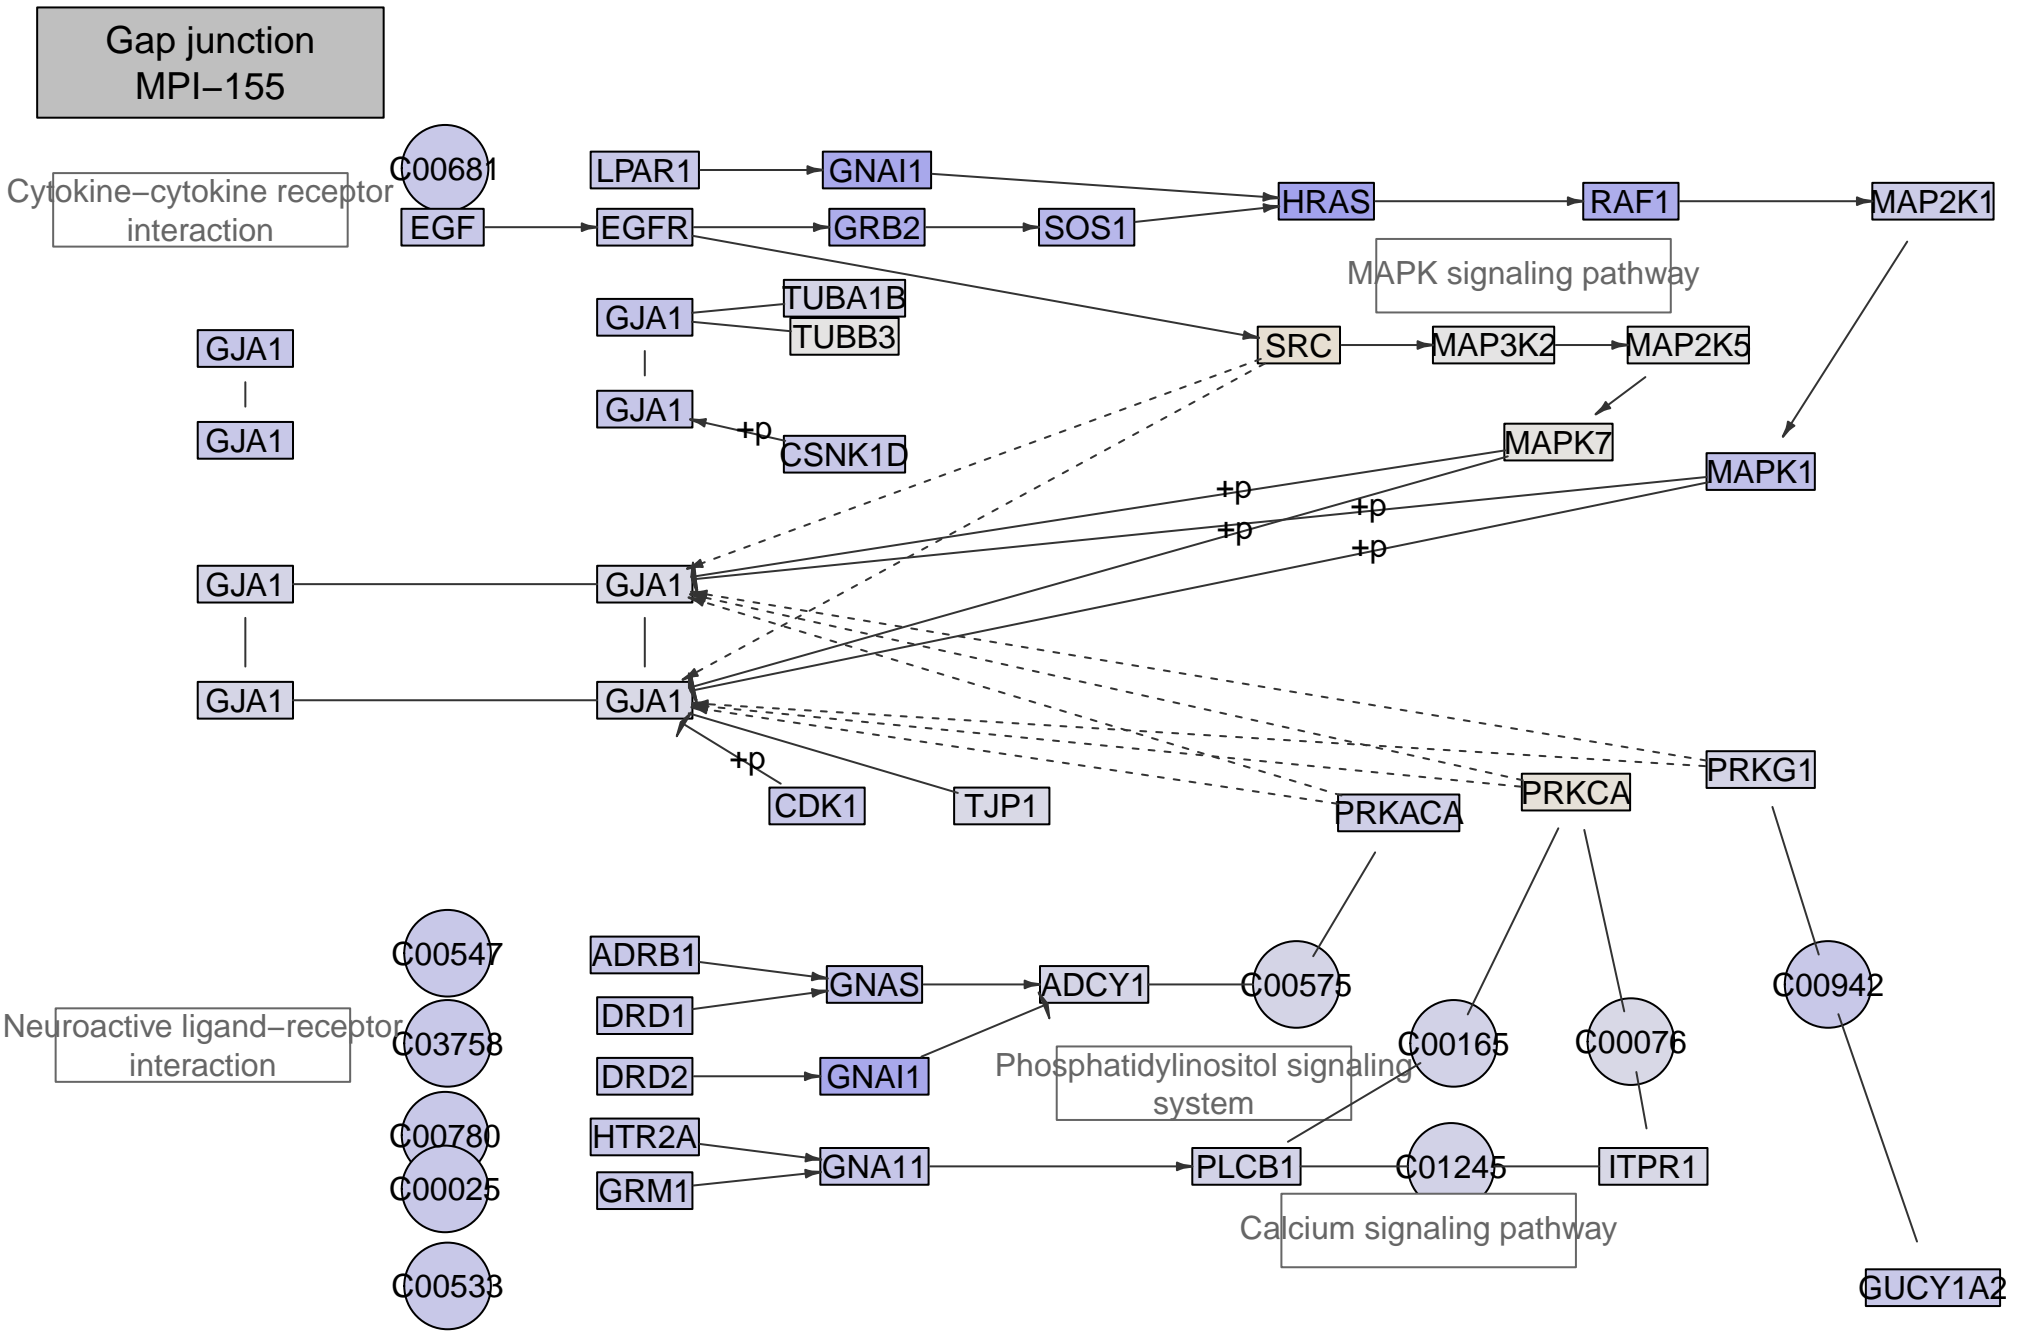 Gap junction
MPI−155
C00681
LPAR1
GNAI1
HRAS
RAF1
MAP2K1
Cytokine−cytokine receptor
interaction
EGF
EGFR
GRB2
SOS1
MAPK signaling pathway
TUBA1B
GJA1
TUBB3
GJA1
SRC
MAP3K2
MAP2K5
GJA1
+p
GJA1
CSNK1D
MAPK7
MAPK1
+p
+p
+p
+p
GJA1
GJA1
GJA1
GJA1
+p
CDK1
TJP1
PRKACA
PRKCA
PRKG1
C00547
ADRB1
GNAS
ADCY1
C00575
C00942
DRD1
Neuroactive ligand−receptor
interaction
C03758
C00165
C00076
DRD2
GNAI1
Phosphatidylinositol signaling
system
C00780
HTR2A
GNA11
PLCB1
C01245
ITPR1
C00025
GRM1
Calcium signaling pathway
C00533
GUCY1A2